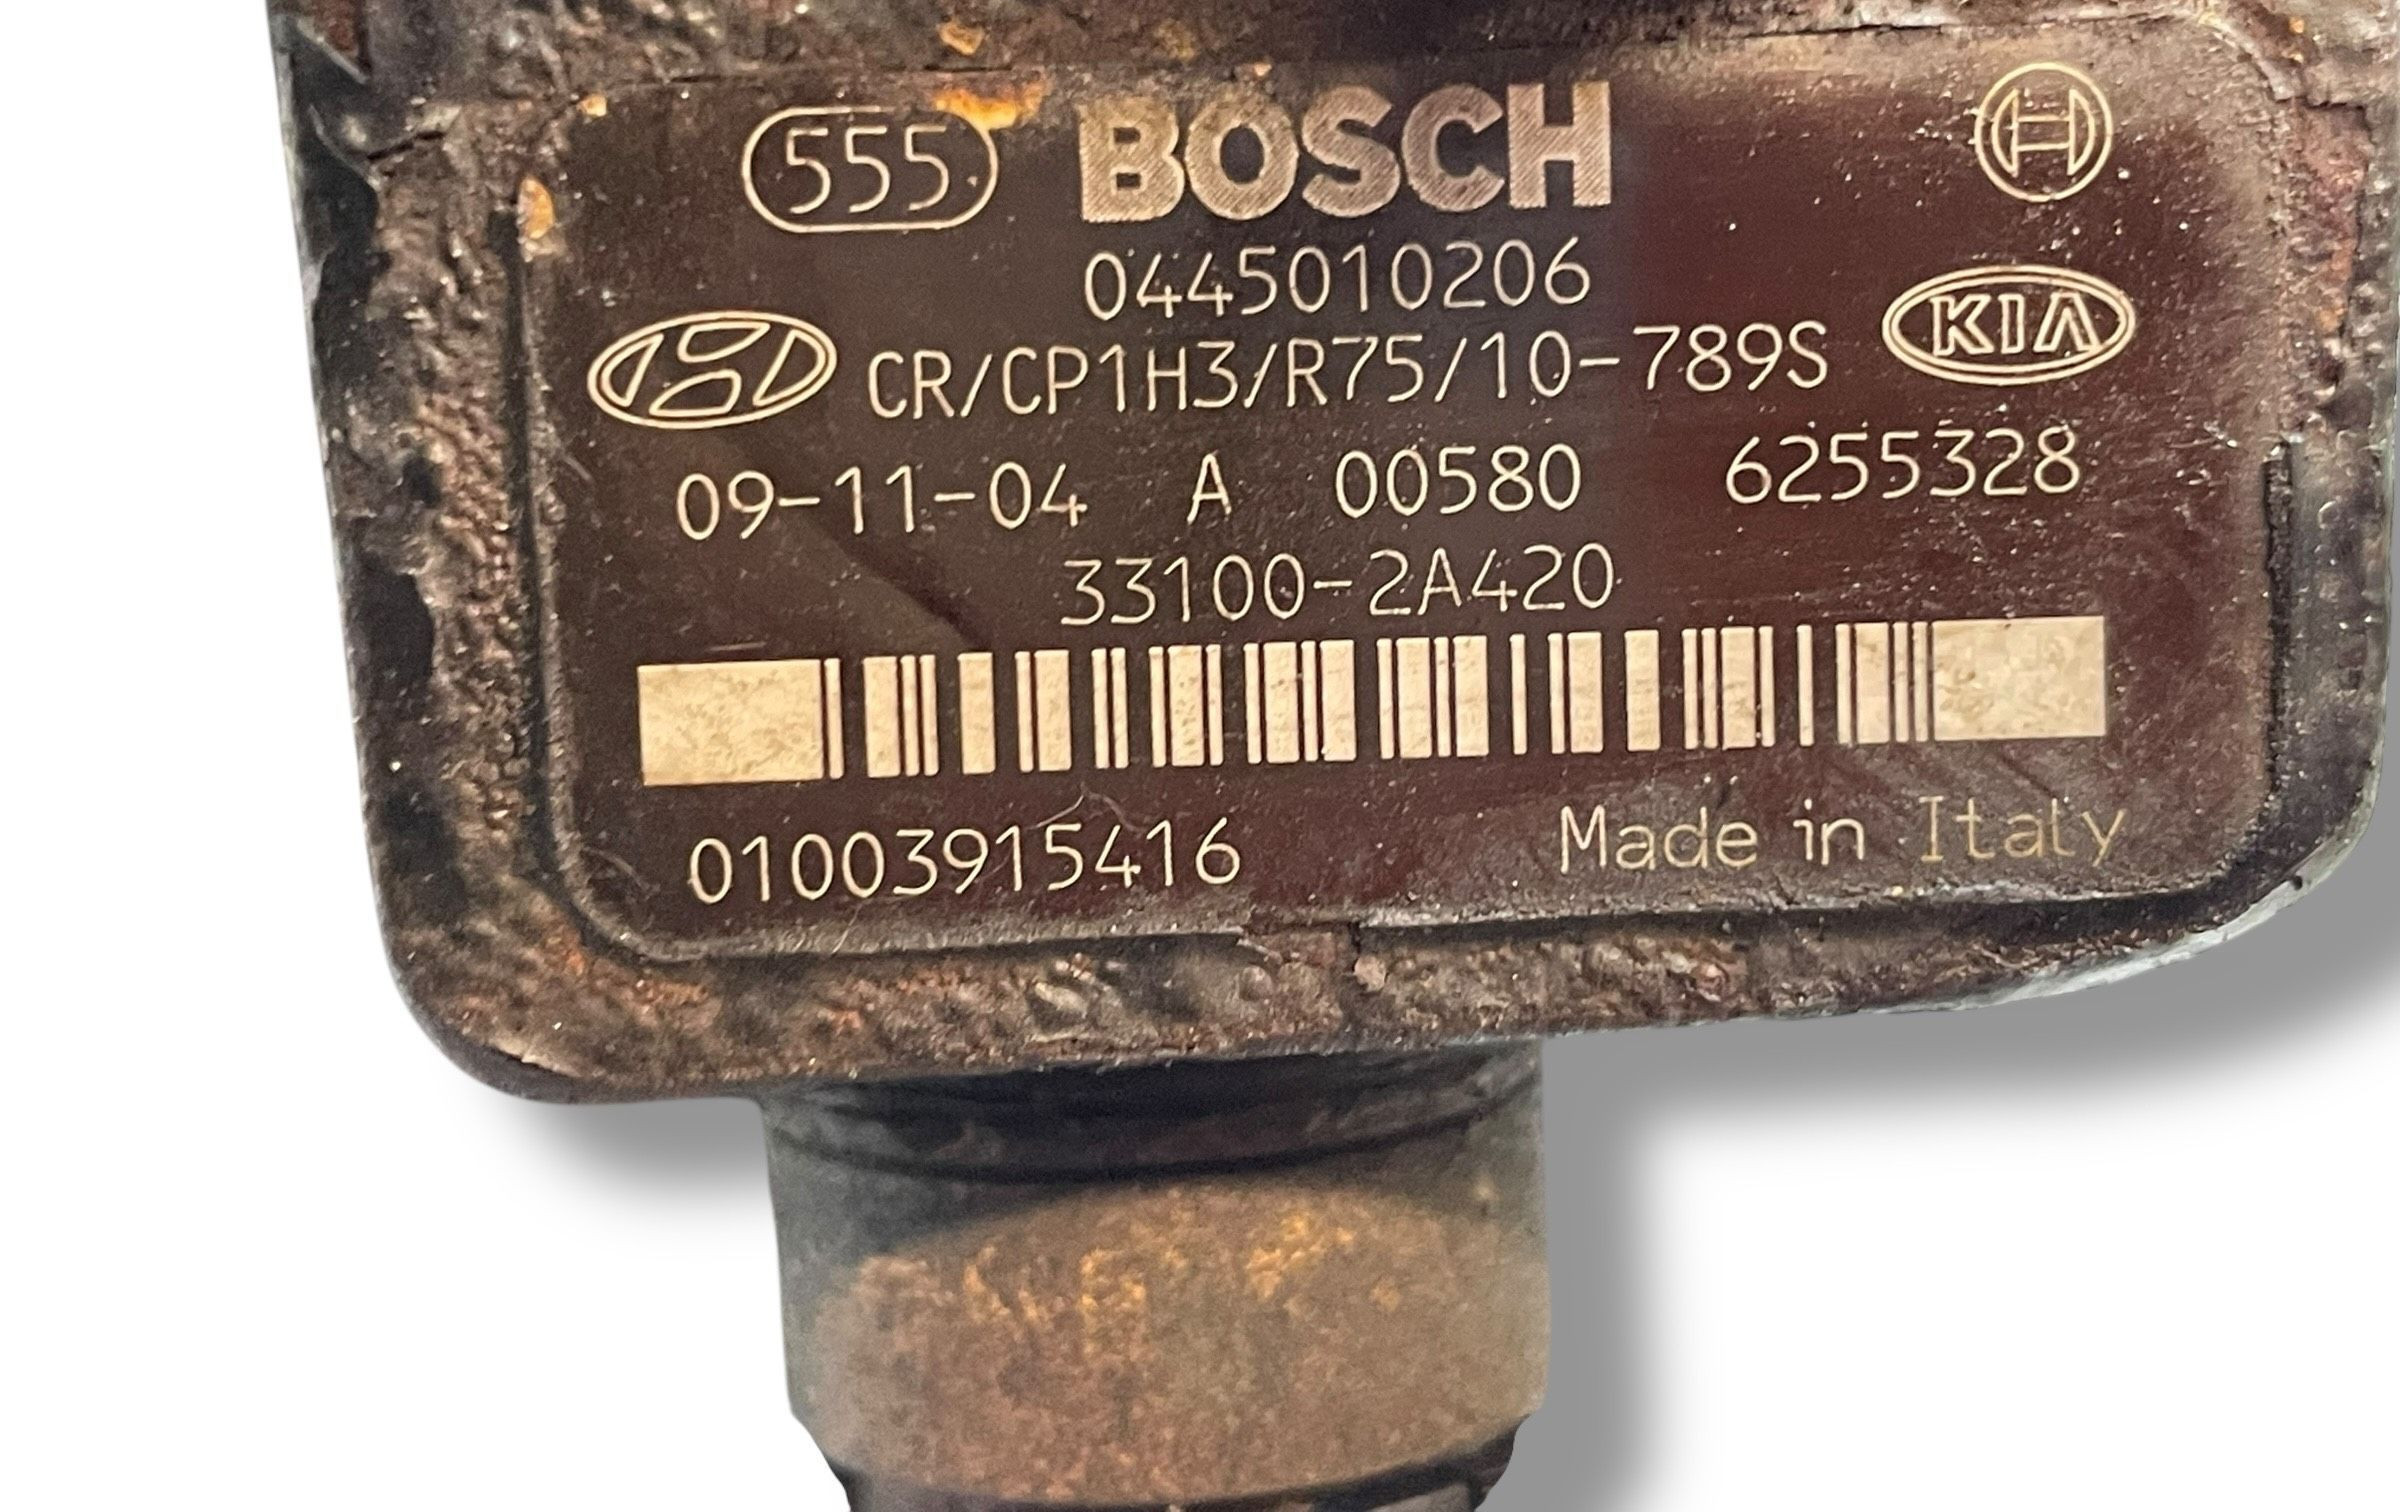 555 BOSCH
0445010206
CR/CP1H3/R75/10-789S KIA
09-11-04 A 00580 6255328
33100-2A420
01003915416 Made in Italy